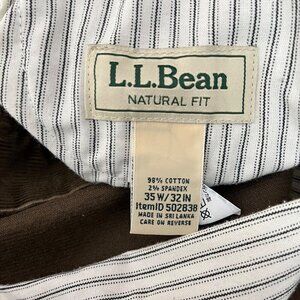 L.L.Bean
NATURAL FIT
98% COTTON
2% SPANDEX
35 W/ 32 IN
ItemID 502838
MADE IN SRI LANKA
CARE ON REVERSE